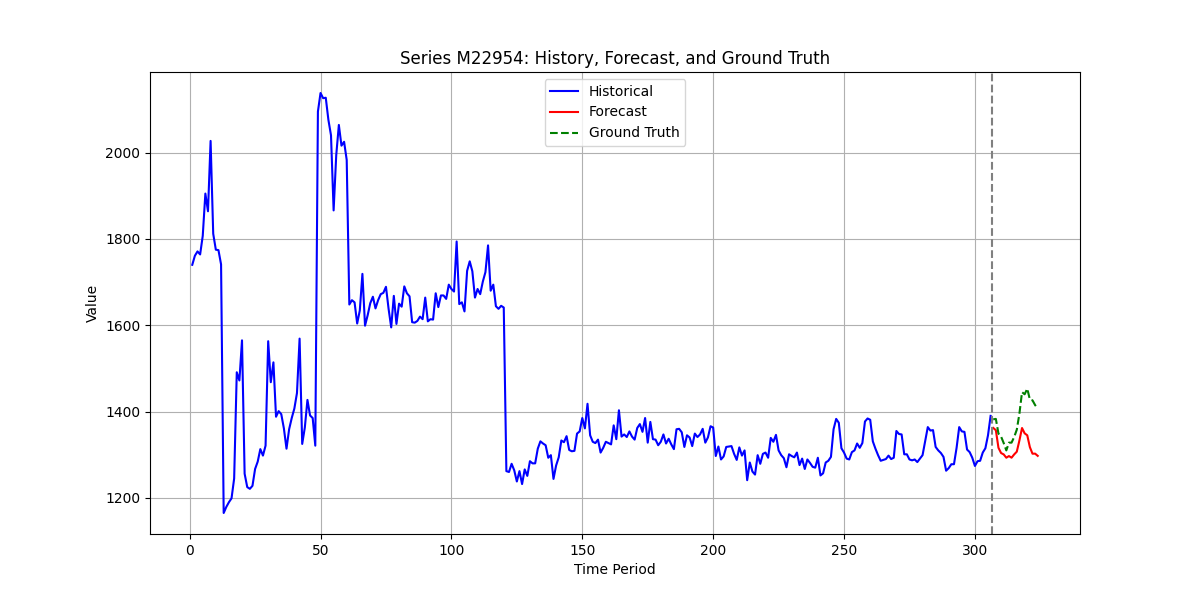 Series M22954: History, Forecast, and Ground Truth
Historical
Forecast
Ground Truth
Value
2000
1800
1600
1400
1200
0 50 100 150 200 250 300
Time Period